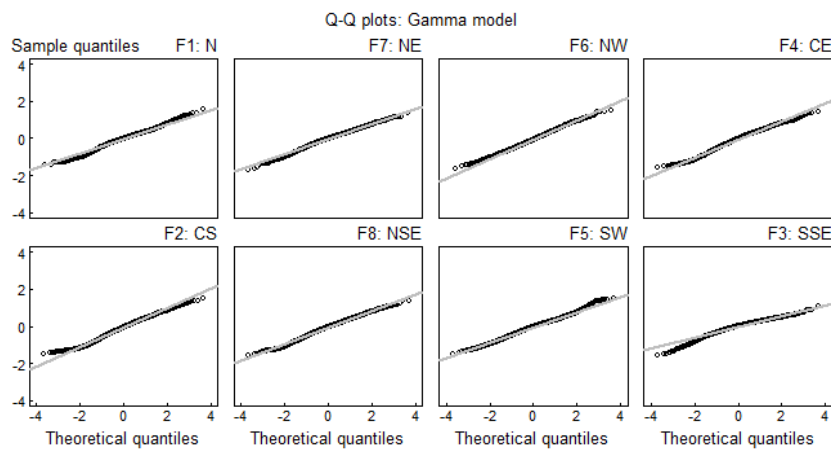 Q-Q plots: Gamma model
Sample quantiles F1: N F7: NE F6: NW F4: CE
4
2
0
-2
-4
F2: CS F8: NSE F5: SW F3: SSE
4
2
0
-2
-4
-4 -2 0 2 4 -4 -2 0 2 4 -4 -2 0 2 4 -4 -2 0 2 4
Theoretical quantiles Theoretical quantiles Theoretical quantiles Theoretical quantiles